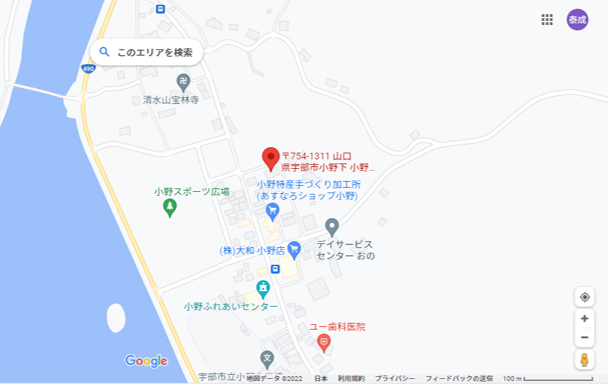 泰成
このエリアを検索
490
卍
清水山宝林寺
〒754-1311 山口
県宇部市小野下 小野...
小野特産手づくり加工所
(あすなろショップ小野)
小野スポーツ広場
デイサービス
センター おの
(株)大和 小野店
小野ふれあいセンター
ユー歯科医院
文
宇部市立小野
Google
地図データ ©2022 日本 利用規約 プライバシー フィードバックの送信 100 m